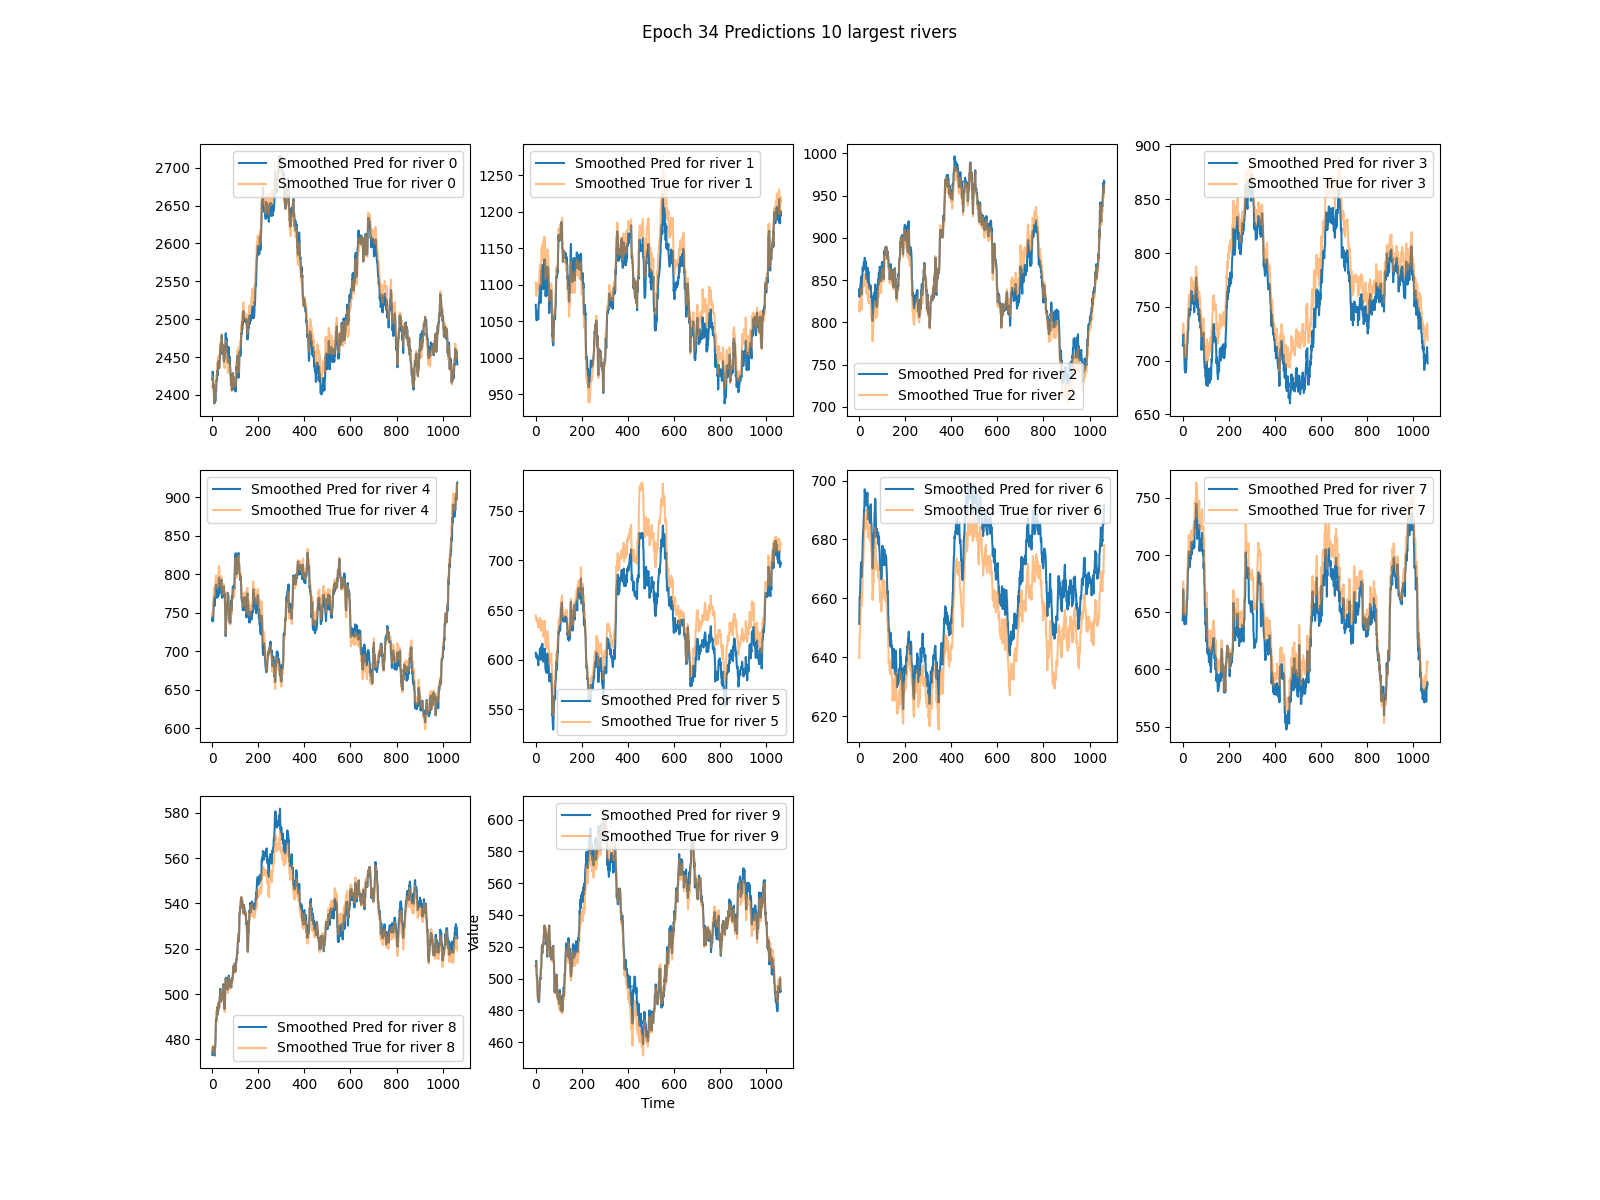 Epoch 34 Predictions 10 largest rivers
2700
2650
2600
2550
2500
2450
2400
0 200 400 600 800 1000
Smoothed Pred for river 0
Smoothed True for river 0
1250
1200
1150
1100
1050
1000
950
0 200 400 600 800 1000
Smoothed Pred for river 1
Smoothed True for river 1
1000
950
900
850
800
750
700
0 200 400 600 800 1000
Smoothed Pred for river 2
Smoothed True for river 2
900
850
800
750
700
650
0 200 400 600 800 1000
Smoothed Pred for river 3
Smoothed True for river 3
900
850
800
750
700
650
600
0 200 400 600 800 1000
Smoothed Pred for river 4
Smoothed True for river 4
750
700
650
600
550
0 200 400 600 800 1000
Smoothed Pred for river 5
Smoothed True for river 5
700
680
660
640
620
0 200 400 600 800 1000
Smoothed Pred for river 6
Smoothed True for river 6
750
700
650
600
550
0 200 400 600 800 1000
Smoothed Pred for river 7
Smoothed True for river 7
580
560
540
520
500
480
0 200 400 600 800 1000
Smoothed Pred for river 8
Smoothed True for river 8
Value
600
580
560
540
520
500
480
460
0 200 400 600 800 1000
Smoothed Pred for river 9
Smoothed True for river 9
Time